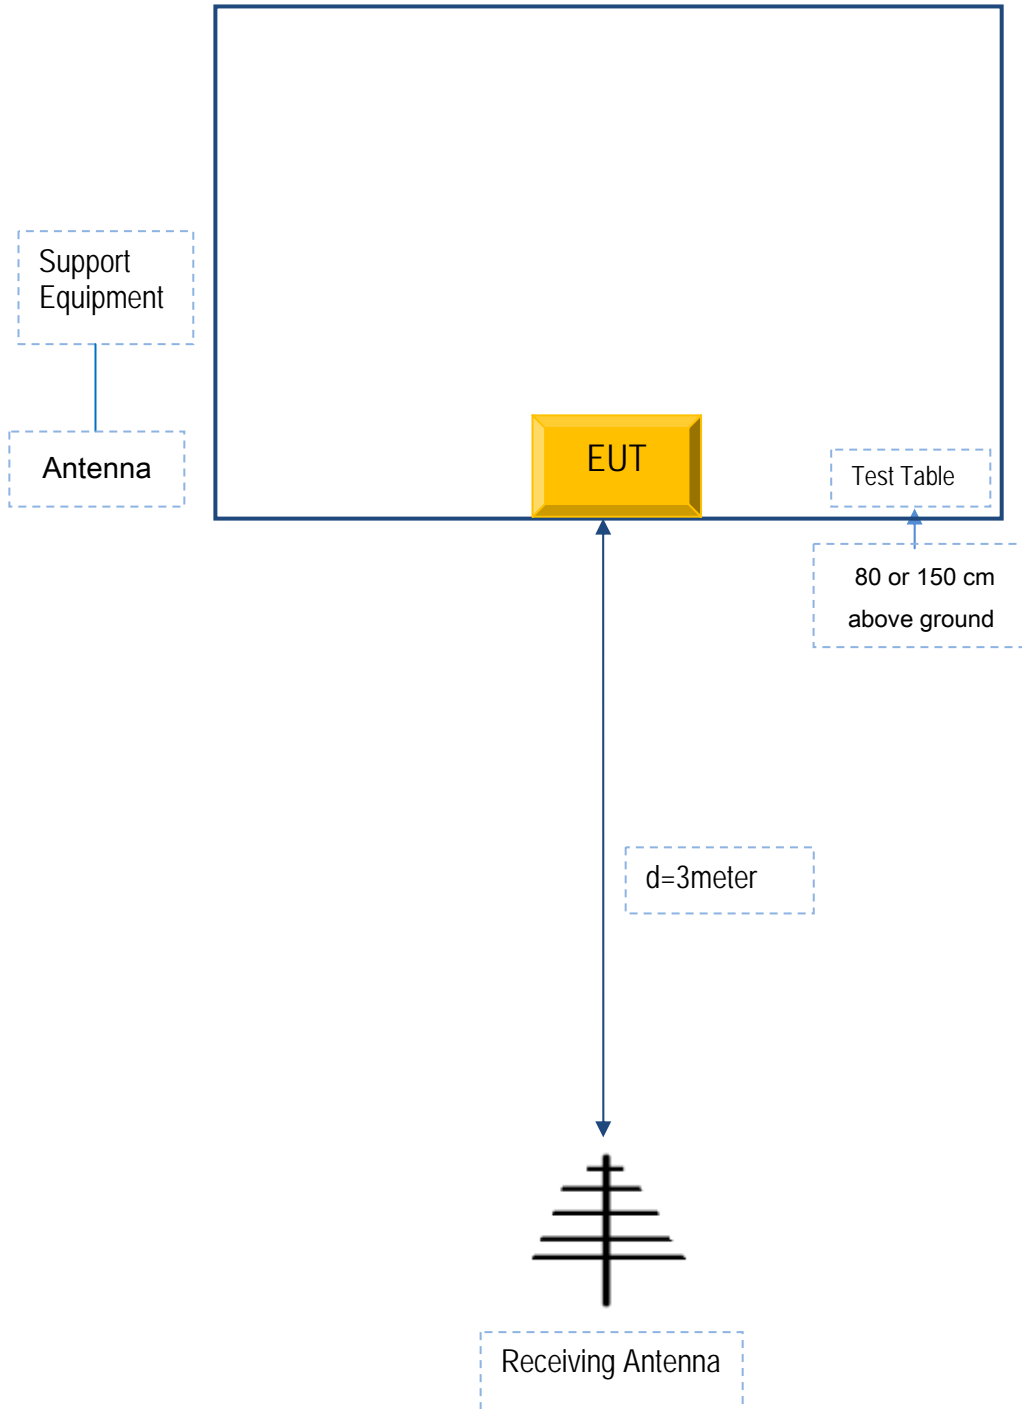 Support
Equipment
Antenna
EUT
Test Table
80 or 150 cm
above ground
d=3meter
Receiving Antenna